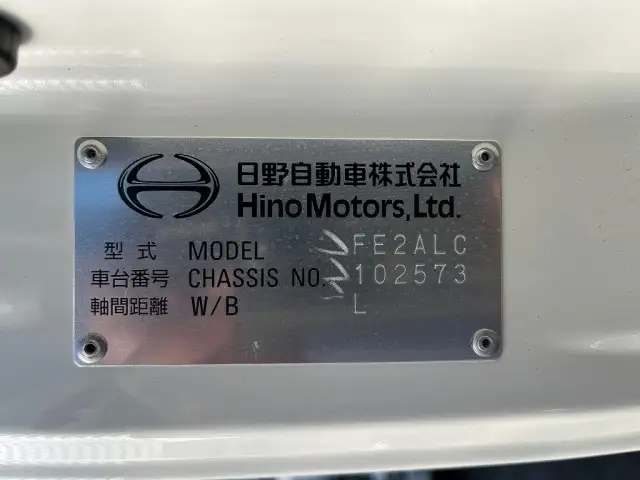 日野自動車株式会社
Hino Motors, Ltd.
型式 MODEL FE2ALC
車台番号 CHASSIS NO. 102573
軸間距離 W/B L